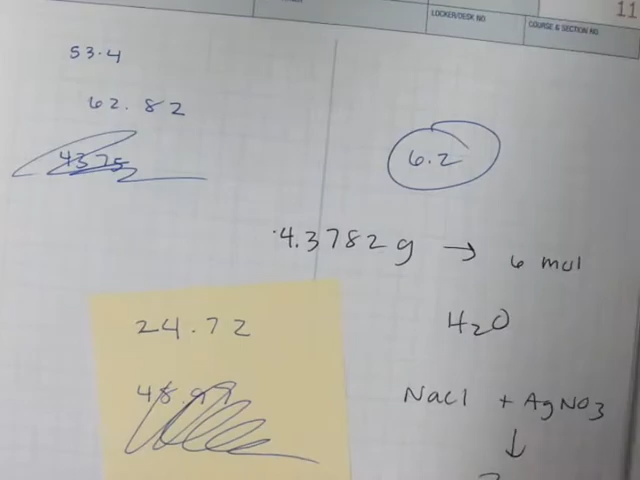 11
LOCKER/DESK NO.
COURSE & SECTION NO.
53.4
62.82
6.2
4.3782g → 6 mol
24.72
H2O
NaCl + AgNO3
↓